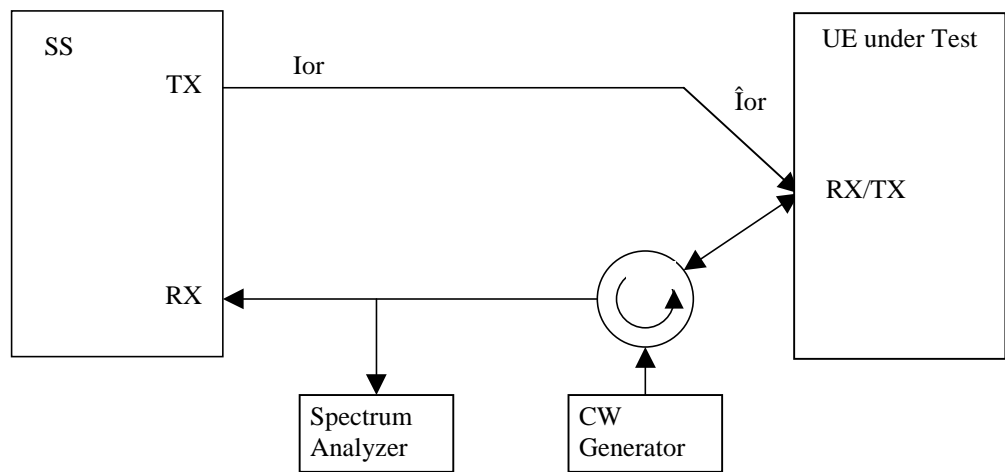 SS
UE under Test
TX
Ior
Îor
RX/TX
RX
Spectrum
Analyzer
CW
Generator